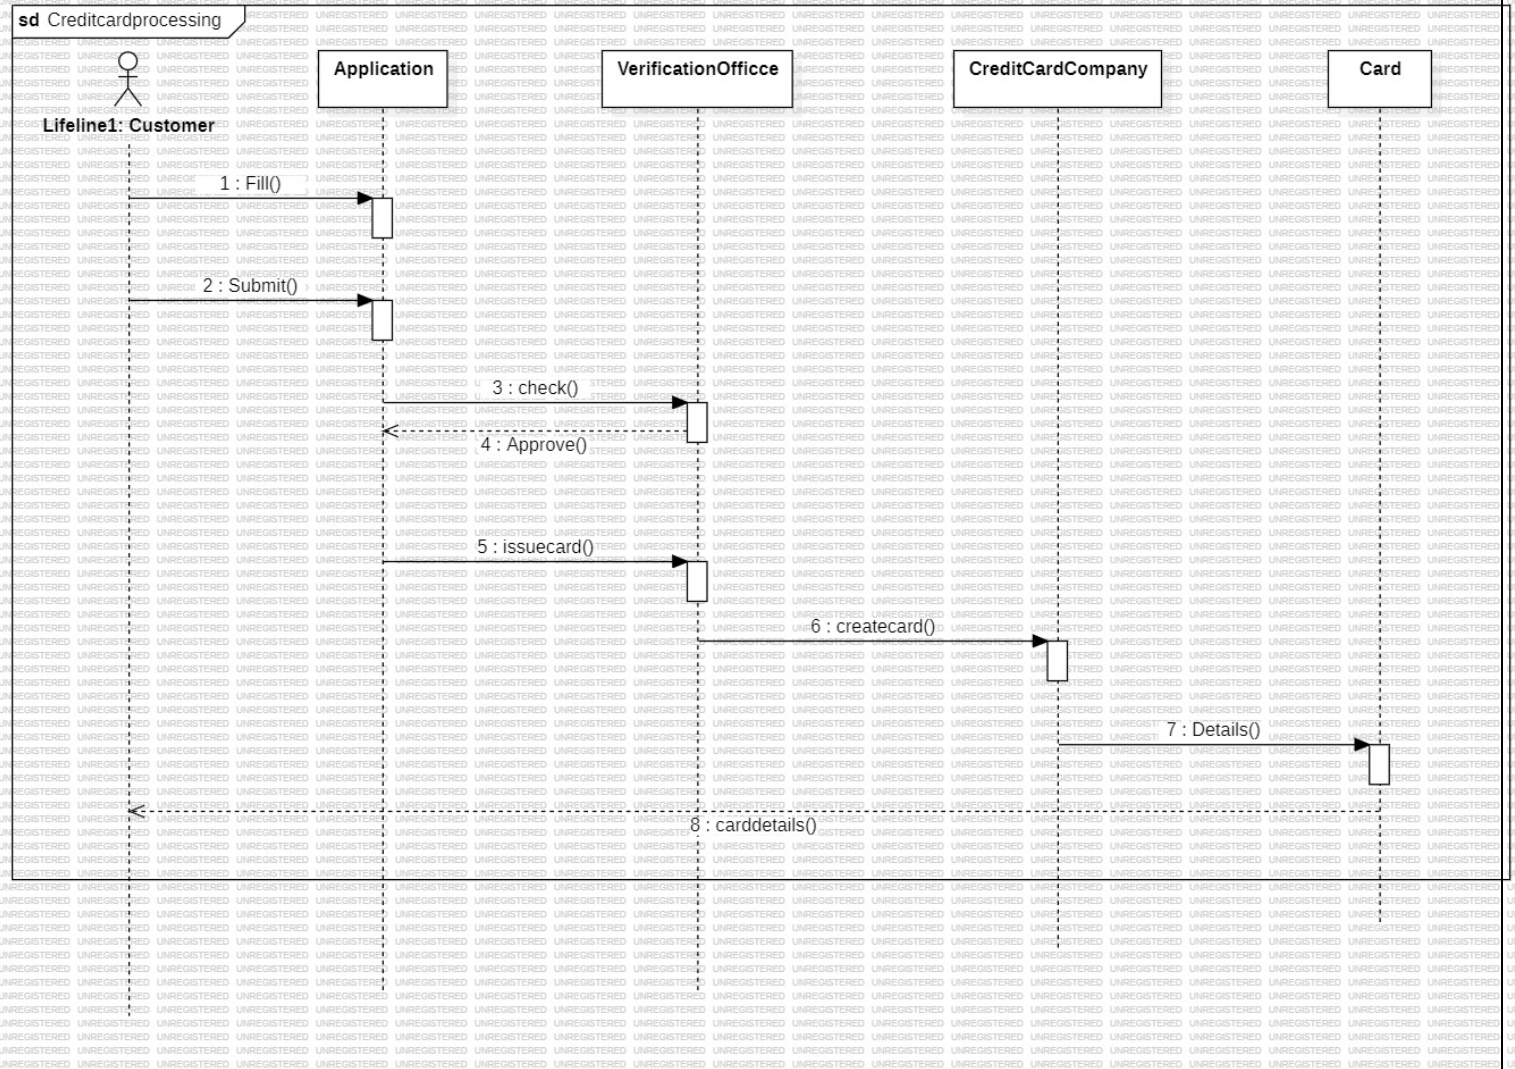 sd Creditcardprocessing
Application
VerificationOfficce
CreditCardCompany
Card
Lifeline1: Customer
1 : Fill()
2 : Submit()
3 : check()
4 : Approve()
5 : issuecard()
6 : createcard()
7 : Details()
8 : carddetails()
UNREGISTERED